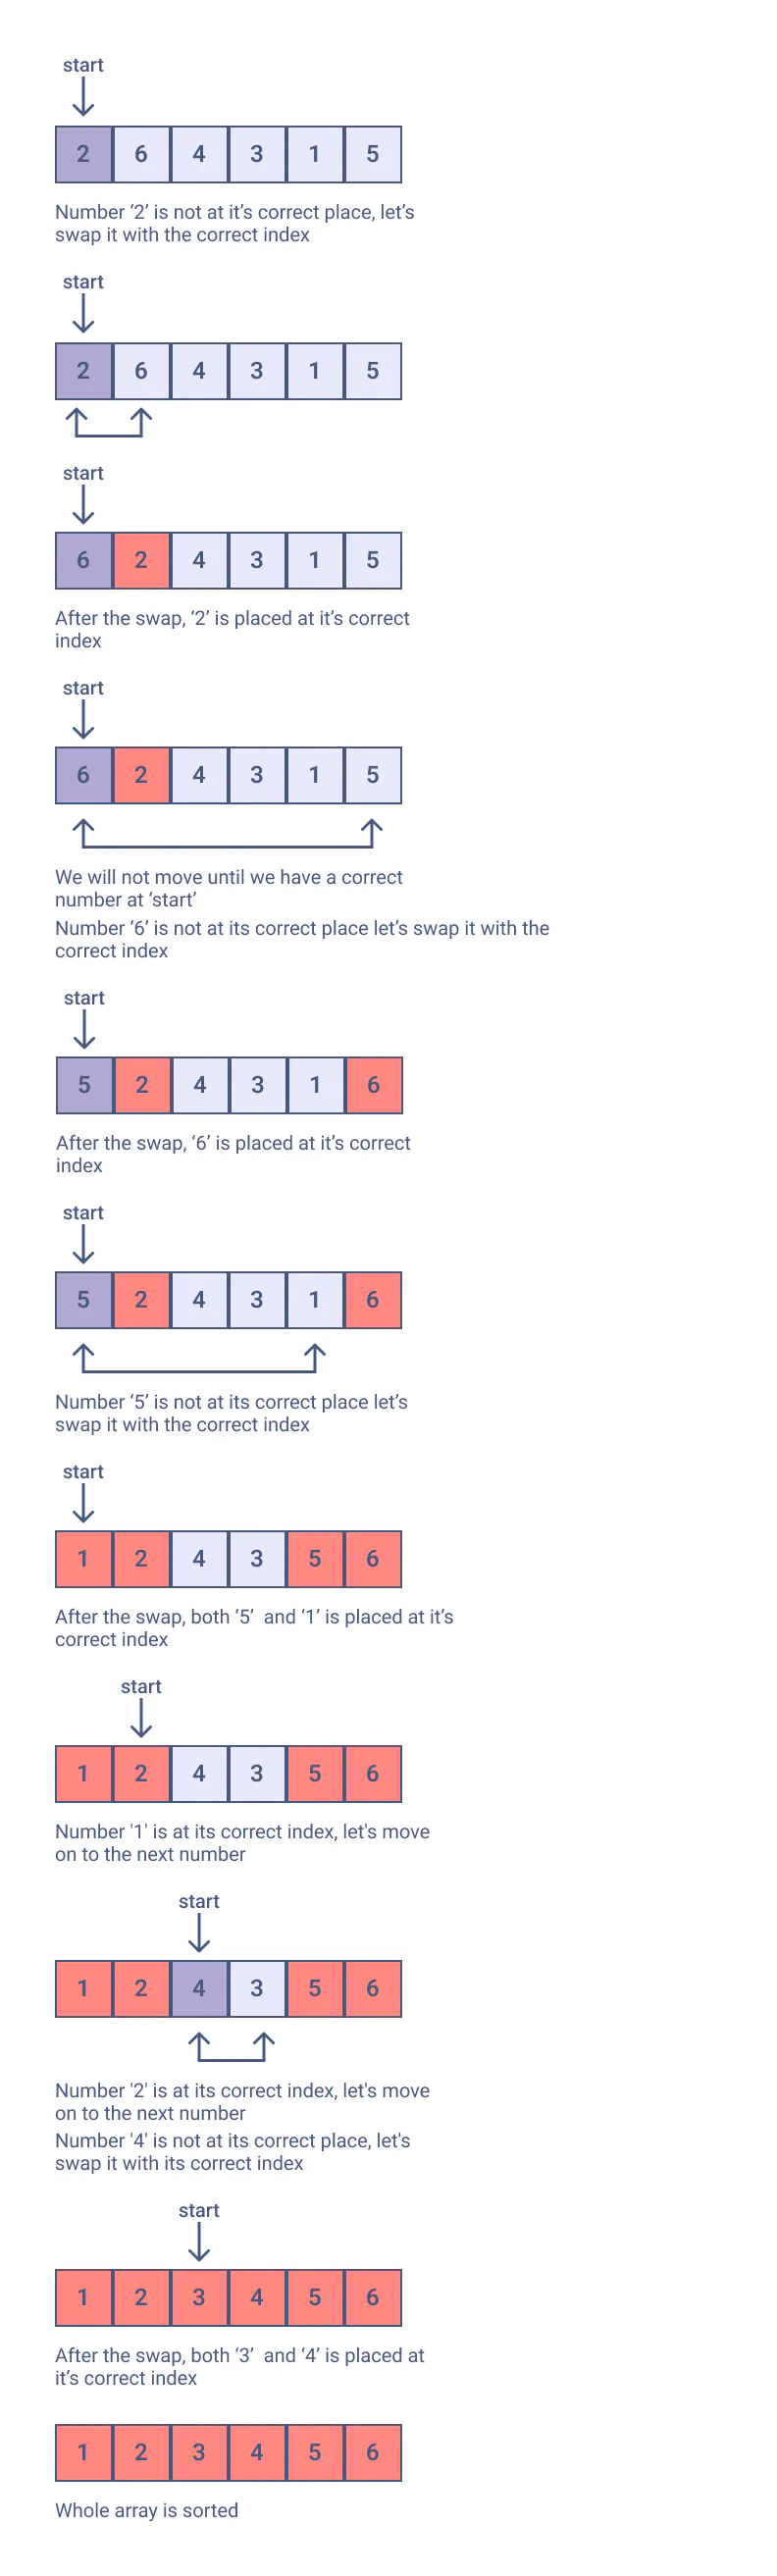 start
2 6 4 3 1 5
Number ‘2’ is not at it’s correct place, let’s
swap it with the correct index
start
2 6 4 3 1 5
start
6 2 4 3 1 5
After the swap, ‘2’ is placed at it’s correct
index
start
6 2 4 3 1 5
We will not move until we have a correct
number at ‘start’
Number ‘6’ is not at its correct place let’s swap it with the
correct index
start
5 2 4 3 1 6
After the swap, ‘6’ is placed at it’s correct
index
start
5 2 4 3 1 6
Number ‘5’ is not at its correct place let’s
swap it with the correct index
start
1 2 4 3 5 6
After the swap, both ‘5’  and ‘1’ is placed at it’s
correct index
start
1 2 4 3 5 6
Number '1' is at its correct index, let's move
on to the next number
start
1 2 4 3 5 6
Number '2' is at its correct index, let's move
on to the next number
Number '4' is not at its correct place, let's
swap it with its correct index
start
1 2 3 4 5 6
After the swap, both ‘3’  and ‘4’ is placed at
it’s correct index
1 2 3 4 5 6
Whole array is sorted